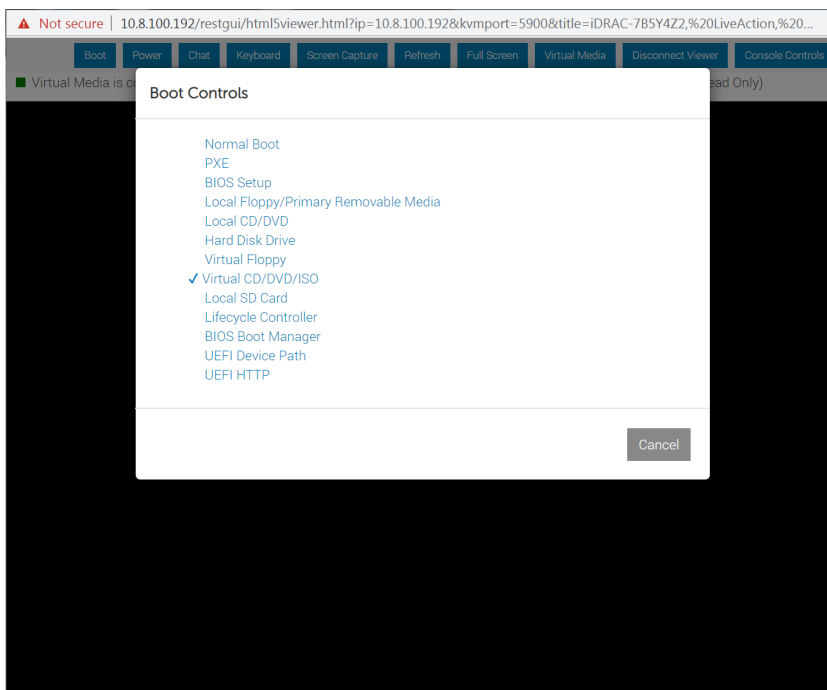 Not secure | 10.8.100.192/restgui/html5viewer.html?ip=10.8.100.192&kvmport=5900&title=iDRAC-7B5Y4Z2,%20LiveAction,%20...
Boot Power Chat Keyboard Screen Capture Refresh Full Screen Virtual Media Disconnect Viewer Console Controls
Virtual Media is Only)
Boot Controls
Normal Boot
PXE
BIOS Setup
Local Floppy/Primary Removable Media
Local CD/DVD
Hard Disk Drive
Virtual Floppy
✓ Virtual CD/DVD/ISO
Local SD Card
Lifecycle Controller
BIOS Boot Manager
UEFI Device Path
UEFI HTTP
Cancel